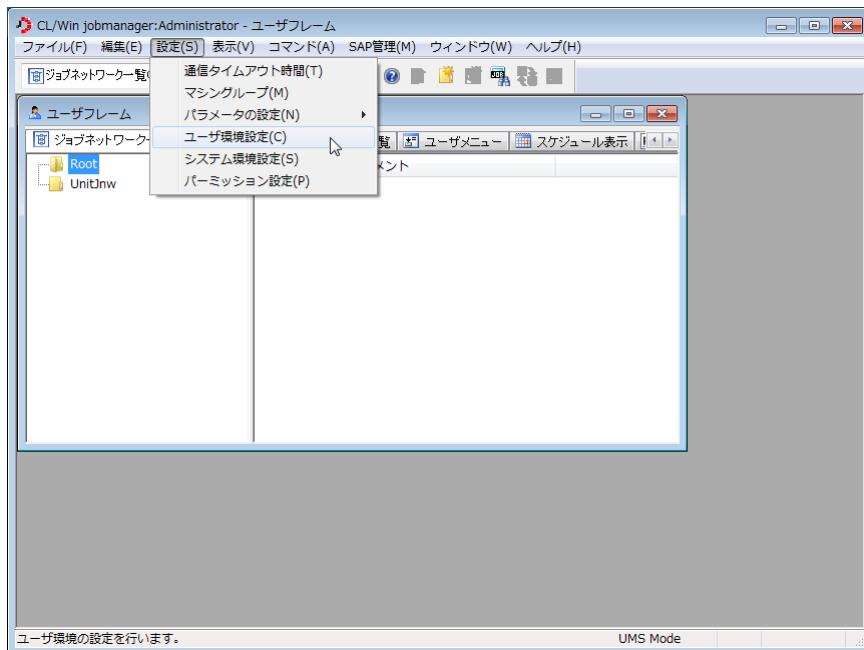 CL/Win jobmanager:Administrator - ユーザフレーム
ファイル(F) 編集(E) 設定(S) 表示(V) コマンド(A) SAP管理(M) ウィンドウ(W) ヘルプ(H)
ジョブネットワーク一覧
通信タイムアウト時間(T)
マシングループ(M)
パラメータの設定(N)
ユーザ環境設定(C)
システム環境設定(S)
パーミッション設定(P)
ユーザフレーム
ジョブネットワーク 覧 ユーザメニュー スケジュール表示
Root メント
UnitJnw
ユーザ環境の設定を行います。 UMS Mode